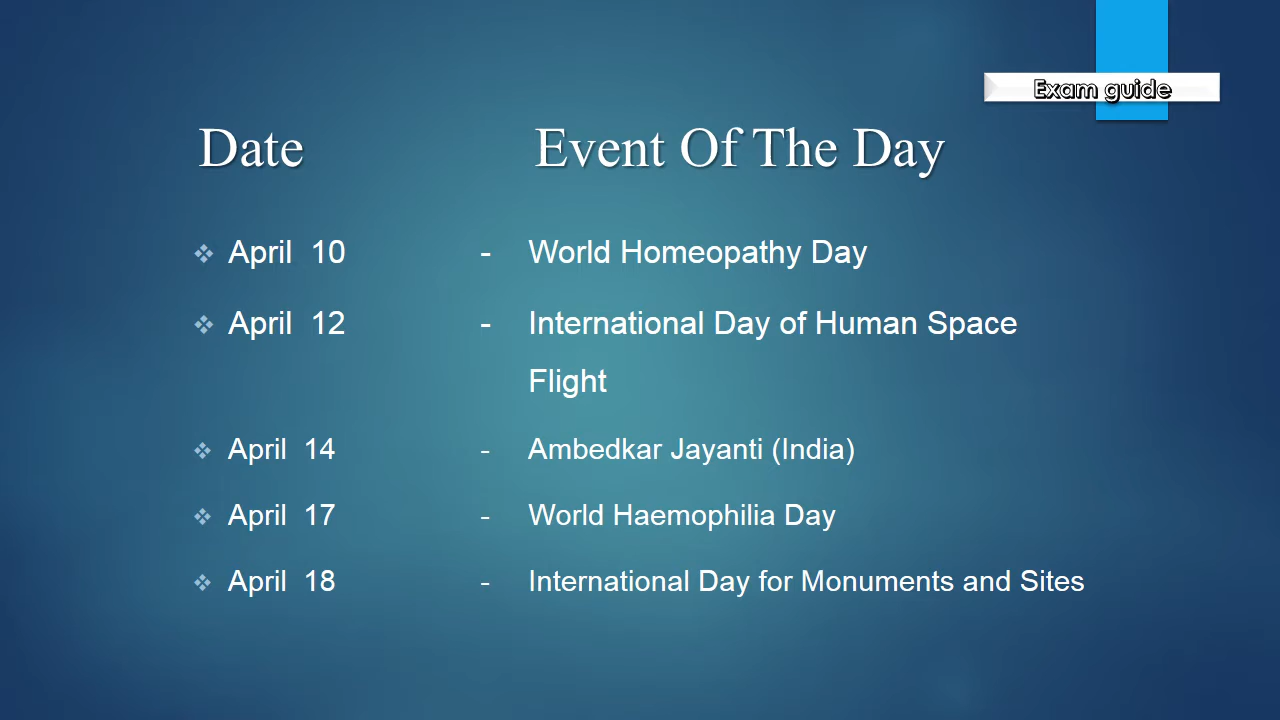 Exam guide
Date Event Of The Day
❖ April 10 - World Homeopathy Day
❖ April 12 - International Day of Human Space
Flight
❖ April 14 - Ambedkar Jayanti (India)
❖ April 17 - World Haemophilia Day
❖ April 18 - International Day for Monuments and Sites